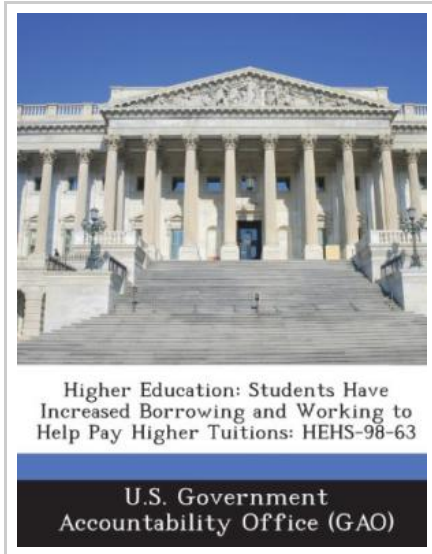 Higher Education: Students Have
Increased Borrowing and Working to
Help Pay Higher Tuitions: HEHS-98-63
U.S. Government
Accountability Office (GAO)